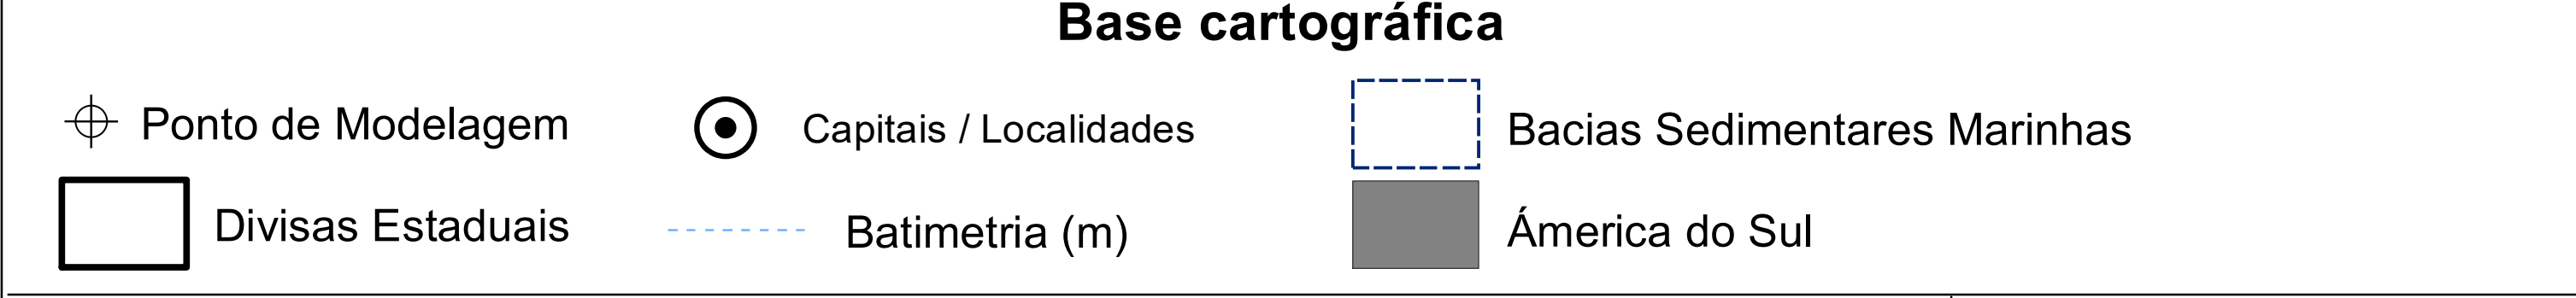 Base cartográfica
Ponto de Modelagem
Capitais / Localidades
Bacias Sedimentares Marinhas
Divisas Estaduais
Batimetria (m)
Ámerica do Sul